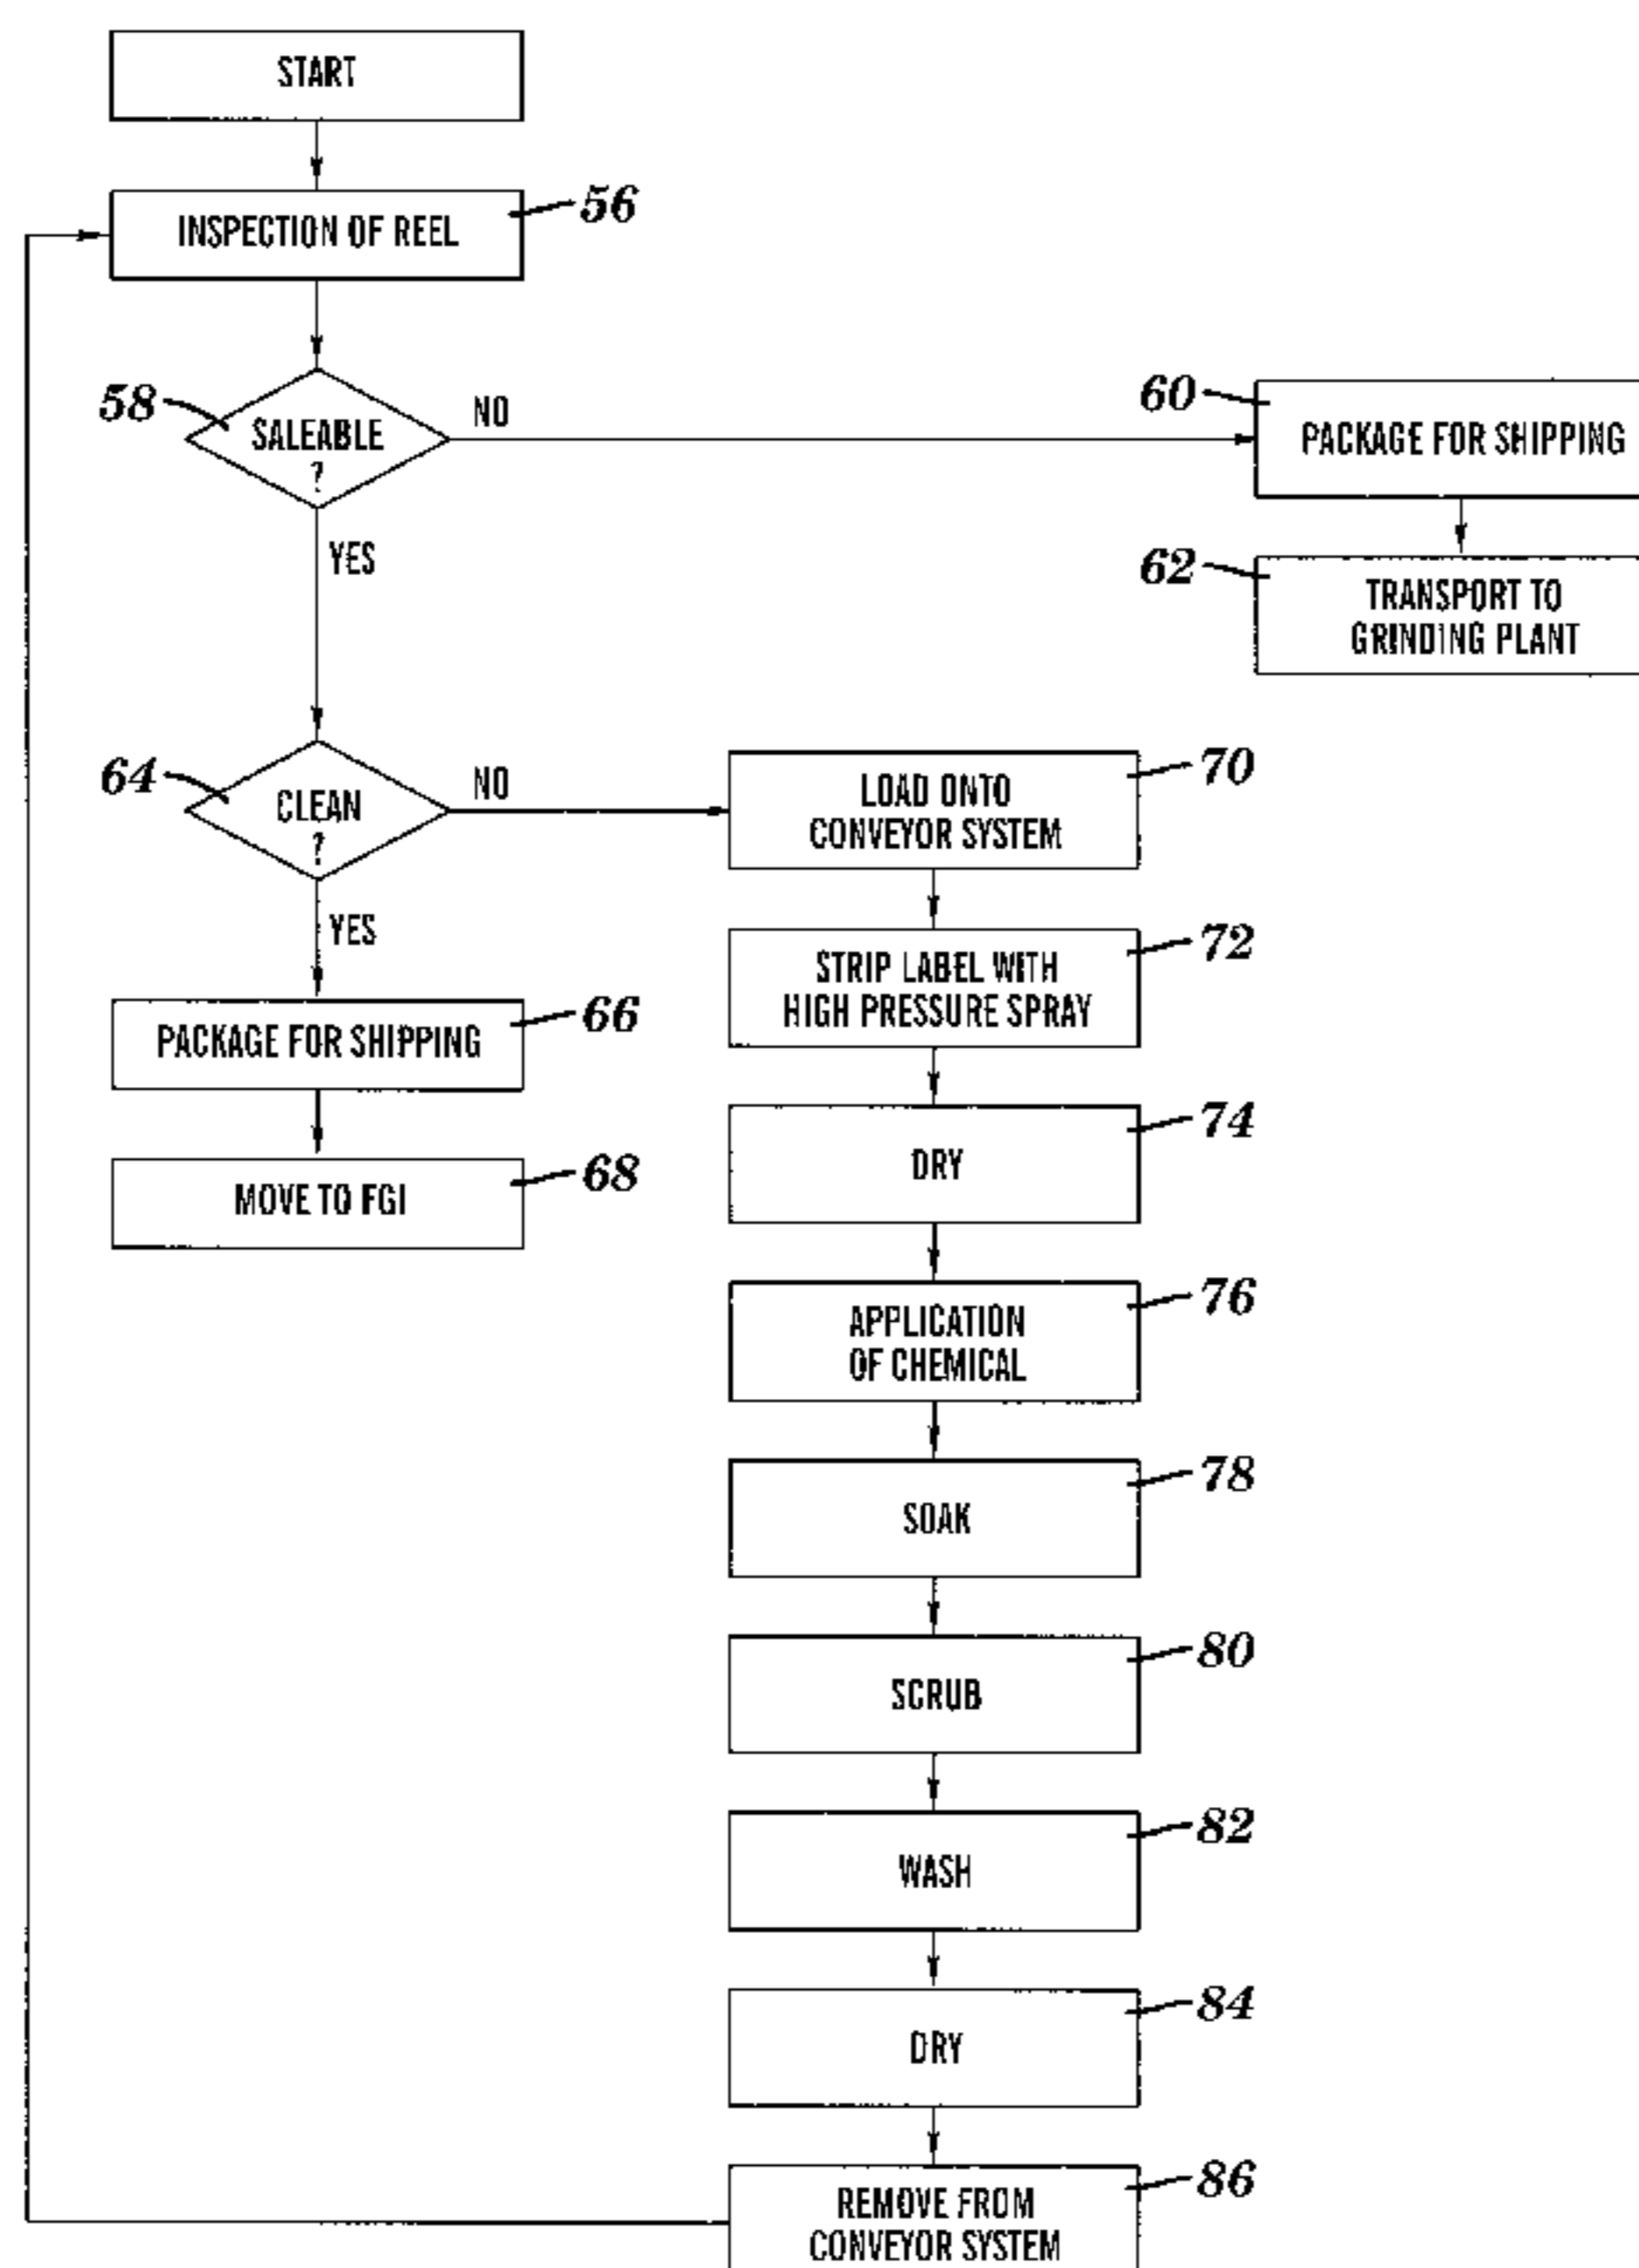 START
INSPECTION OF REEL
56
58
SALEABLE
?
NO
60
PACKAGE FOR SHIPPING
YES
62
TRANSPORT TO
GRINDING PLANT
64
CLEAN
?
NO
70
LOAD ONTO
CONVEYOR SYSTEM
YES
72
STRIP LABEL WITH
HIGH PRESSURE SPRAY
66
PACKAGE FOR SHIPPING
74
DRY
68
MOVE TO FGI
76
APPLICATION
OF CHEMICAL
78
SOAK
80
SCRUB
82
WASH
84
DRY
86
REMOVE FROM
CONVEYOR SYSTEM